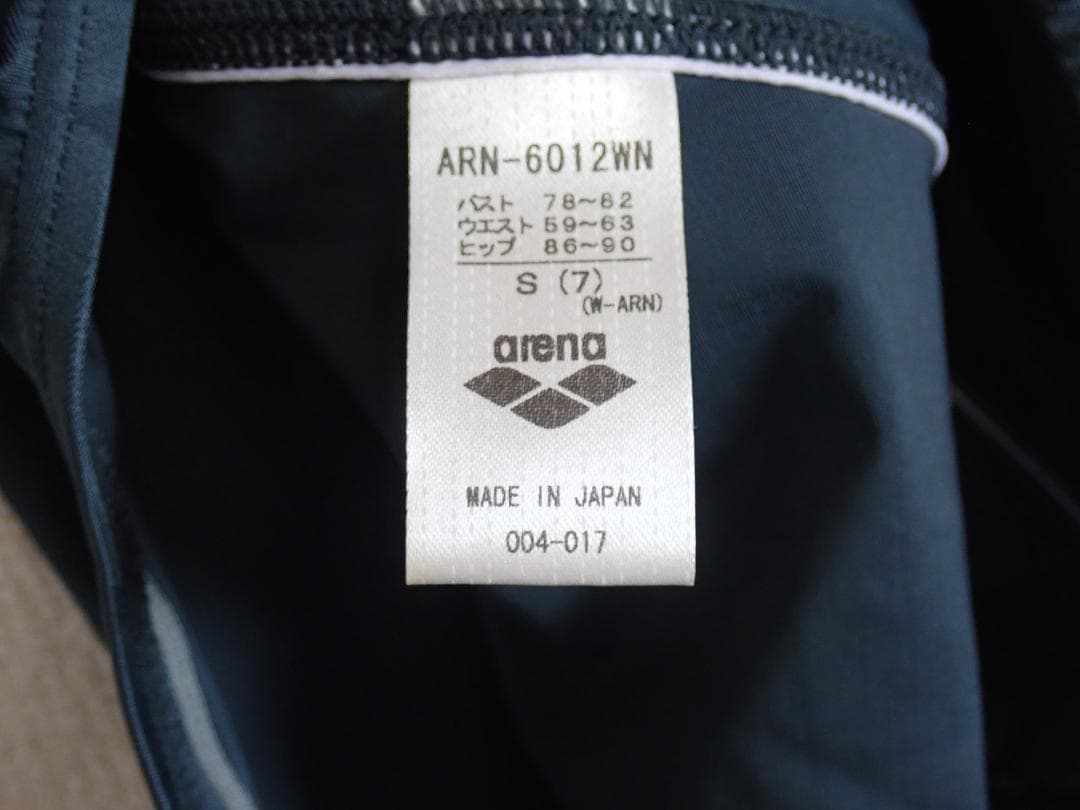 ARN-6012WN
バスト 78~82
ウエスト 59~63
ヒップ 86~90
S (7)
(W-ARN)
arena
MADE IN JAPAN
004-017